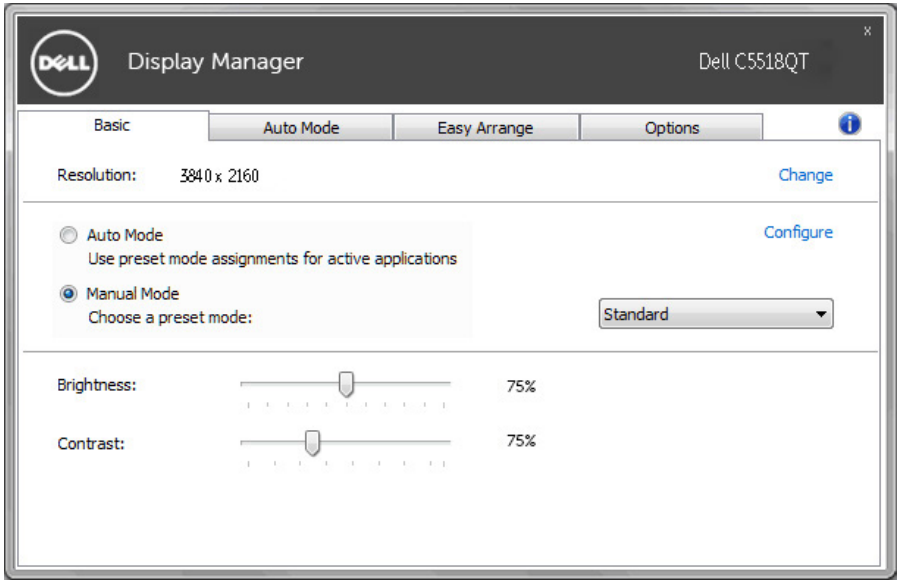 DELL Display Manager Dell C5518QT x
Basic Auto Mode Easy Arrange Options i
Resolution: 3840 x 2160 Change
Auto Mode Configure
Use preset mode assignments for active applications
Manual Mode
Choose a preset mode: Standard
Brightness: 75%
Contrast: 75%